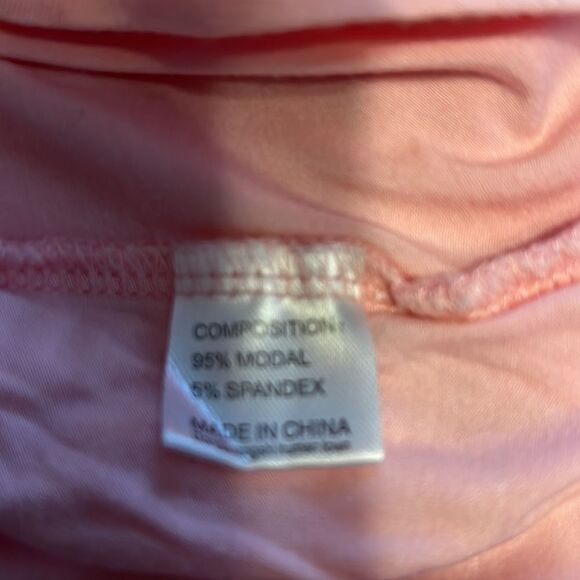 COMPOSITION:
95% MODAL
5% SPANDEX
MADE IN CHINA